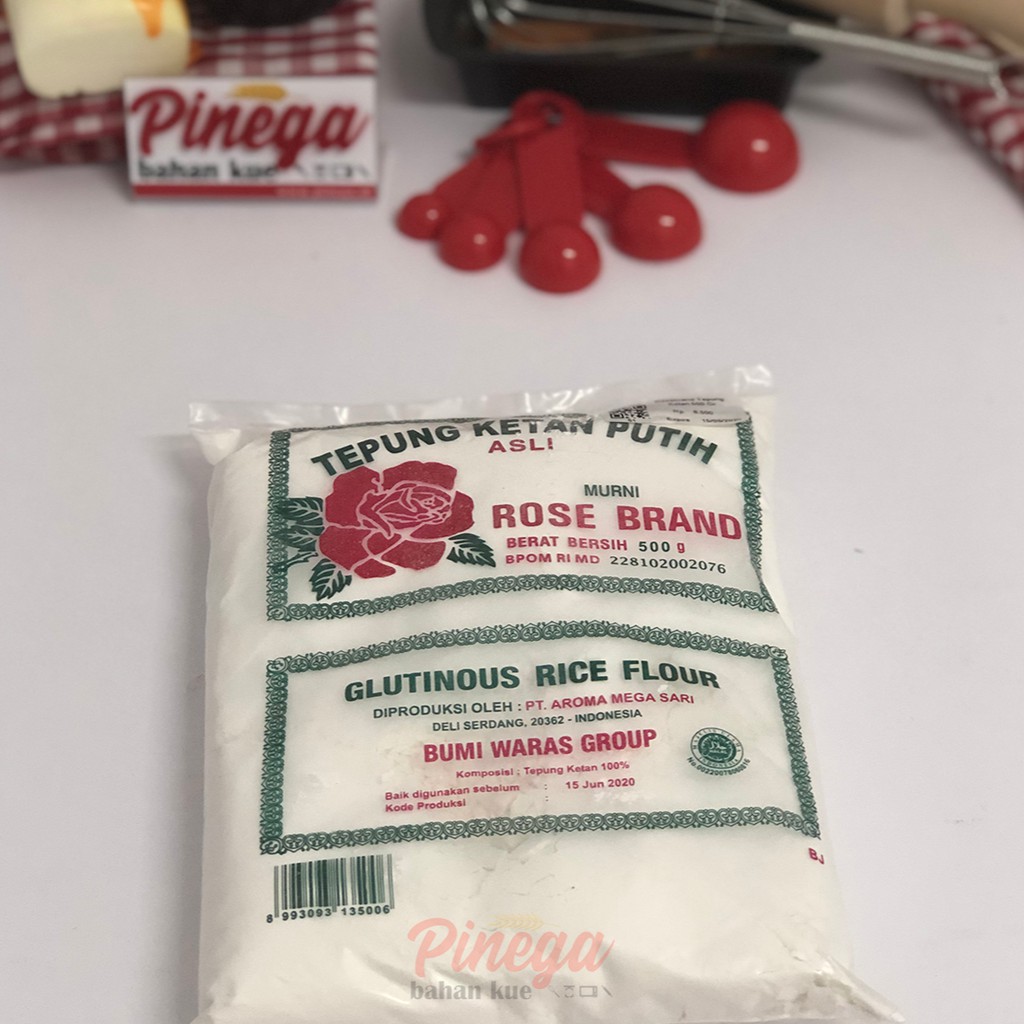 Pinega
bahan kue
TEPUNG KETAN PUTIH
ASLI
MURNI
ROSE BRAND
BERAT BERSIH 500 g
BPOM RI MD 228102002076
GLUTINOUS RICE FLOUR
DIPRODUKSI OLEH : PT. AROMA MEGA SARI
DELI SERDANG, 20362 - INDONESIA
BUMI WARAS GROUP
Komposisi : Tepung Ketan 100%
Baik digunakan sebelum : 15 Jun 2020
Kode Produksi :
BJ
8 993093 135006
Pinega
bahan kue